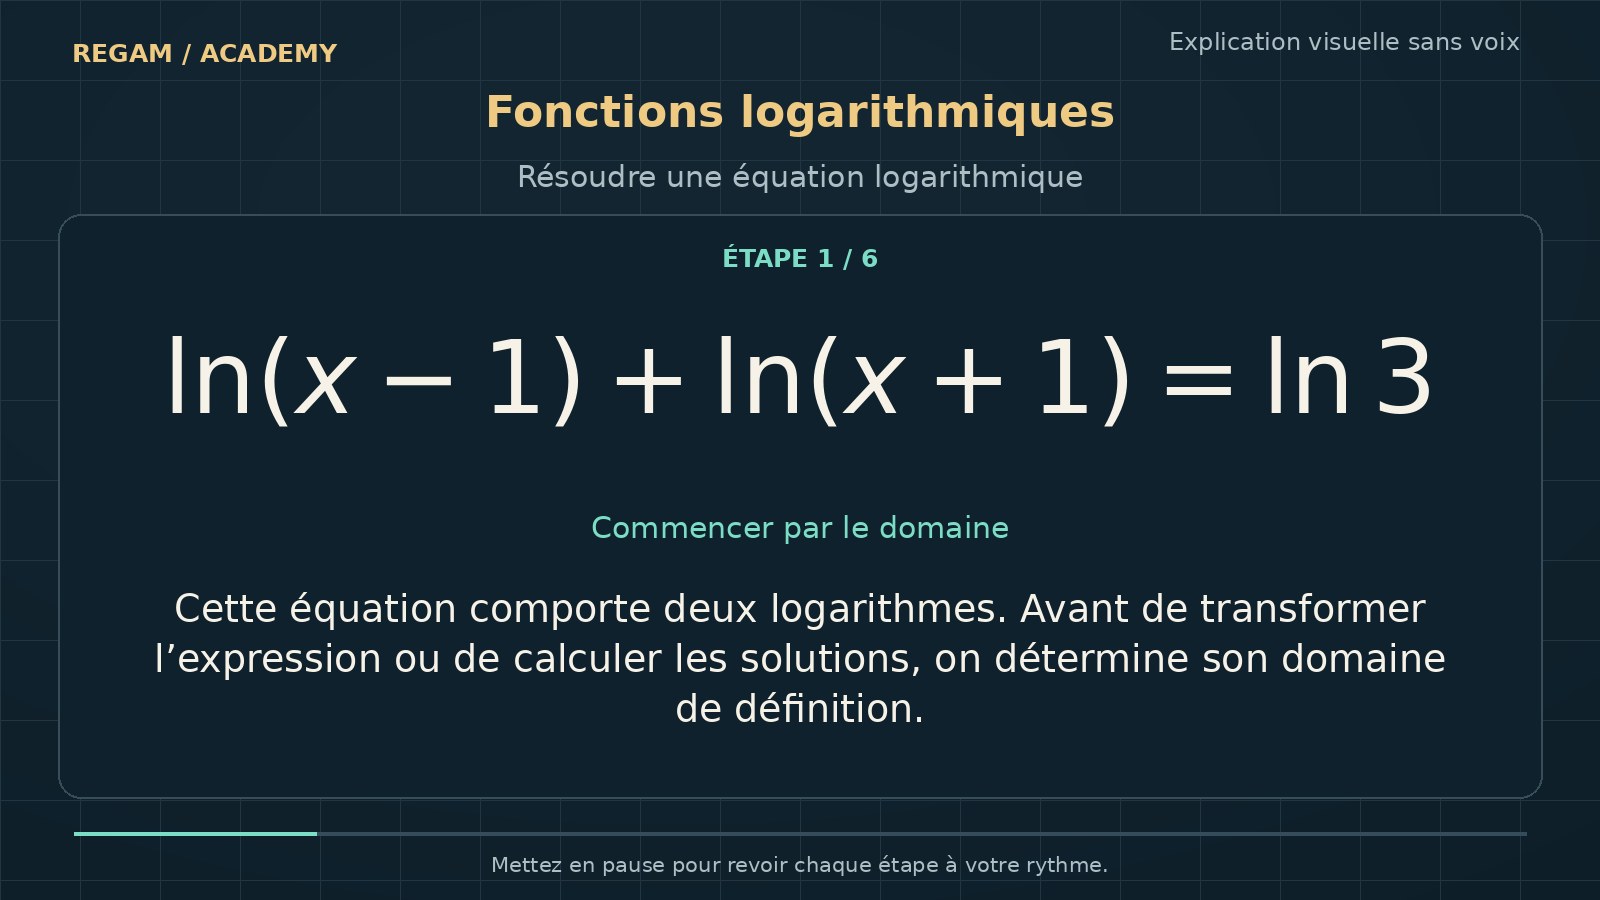 REGAM / ACADEMY
Explication visuelle sans voix
Fonctions logarithmiques
Résoudre une équation logarithmique
ÉTAPE 1 / 6
ln(x − 1) + ln(x + 1) = ln 3
Commencer par le domaine
Cette équation comporte deux logarithmes. Avant de transformer
l’expression ou de calculer les solutions, on détermine son domaine
de définition.
Mettez en pause pour revoir chaque étape à votre rythme.